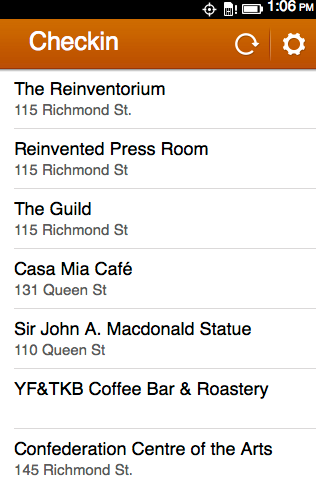 1:06 PM
Checkin
The Reinventorium
115 Richmond St.
Reinvented Press Room
115 Richmond St
The Guild
115 Richmond St
Casa Mia Café
131 Queen St
Sir John A. Macdonald Statue
110 Queen St
YF&TKB Coffee Bar & Roastery
Confederation Centre of the Arts
145 Richmond St.